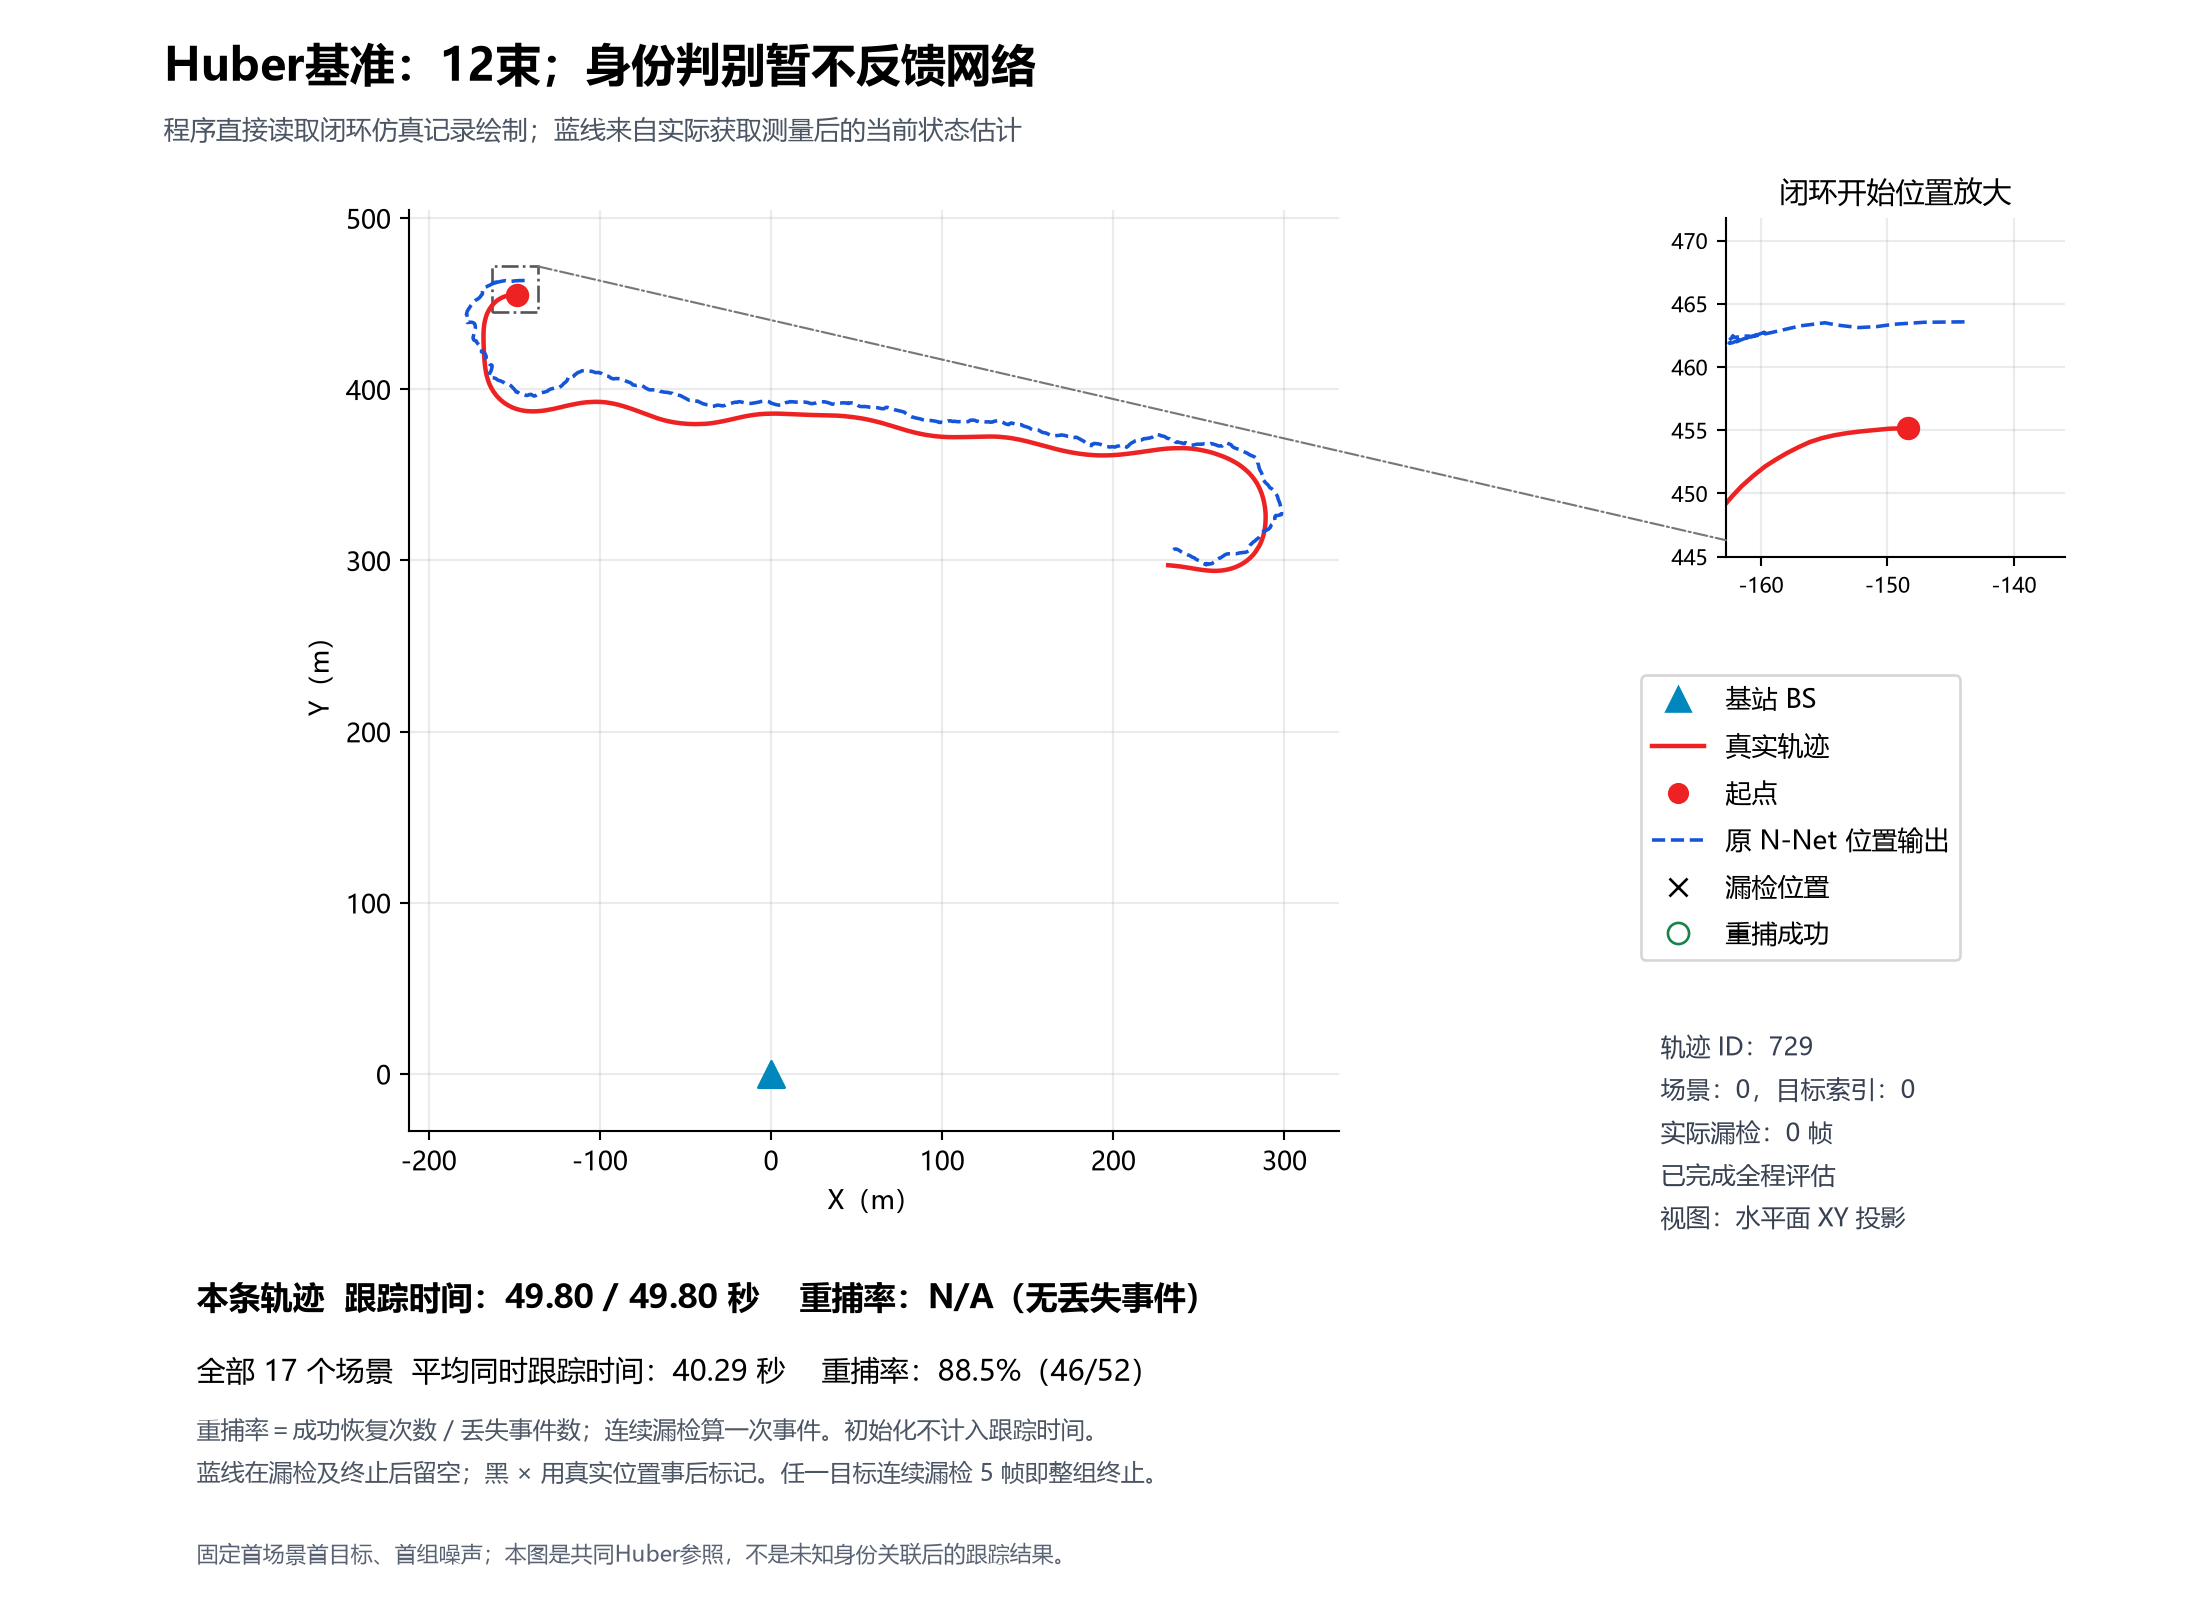 Huber基准：12束；身份判别暂不反馈网络
程序直接读取闭环仿真记录绘制；蓝线来自实际获取测量后的当前状态估计
500
400
300
200
100
0
Y（m）
-200
-100
0
100
200
300
X（m）
闭环开始位置放大
470
465
460
455
450
445
-160
-150
-140
基站 BS
真实轨迹
起点
原 N-Net 位置输出
漏检位置
重捕成功
轨迹 ID：729
场景：0，目标索引：0
实际漏检：0 帧
已完成全程评估
视图：水平面 XY 投影
本条轨迹 跟踪时间：49.80 / 49.80 秒 重捕率：N/A（无丢失事件）
全部 17 个场景 平均同时跟踪时间：40.29 秒 重捕率：88.5%（46/52）
重捕率 = 成功恢复次数 / 丢失事件数；连续漏检算一次事件。初始化不计入跟踪时间。
蓝线在漏检及终止后留空；黑 × 用真实位置事后标记。任一目标连续漏检 5 帧即整组终止。
固定首场景首目标、首组噪声；本图是共同Huber参照，不是未知身份关联后的跟踪结果。